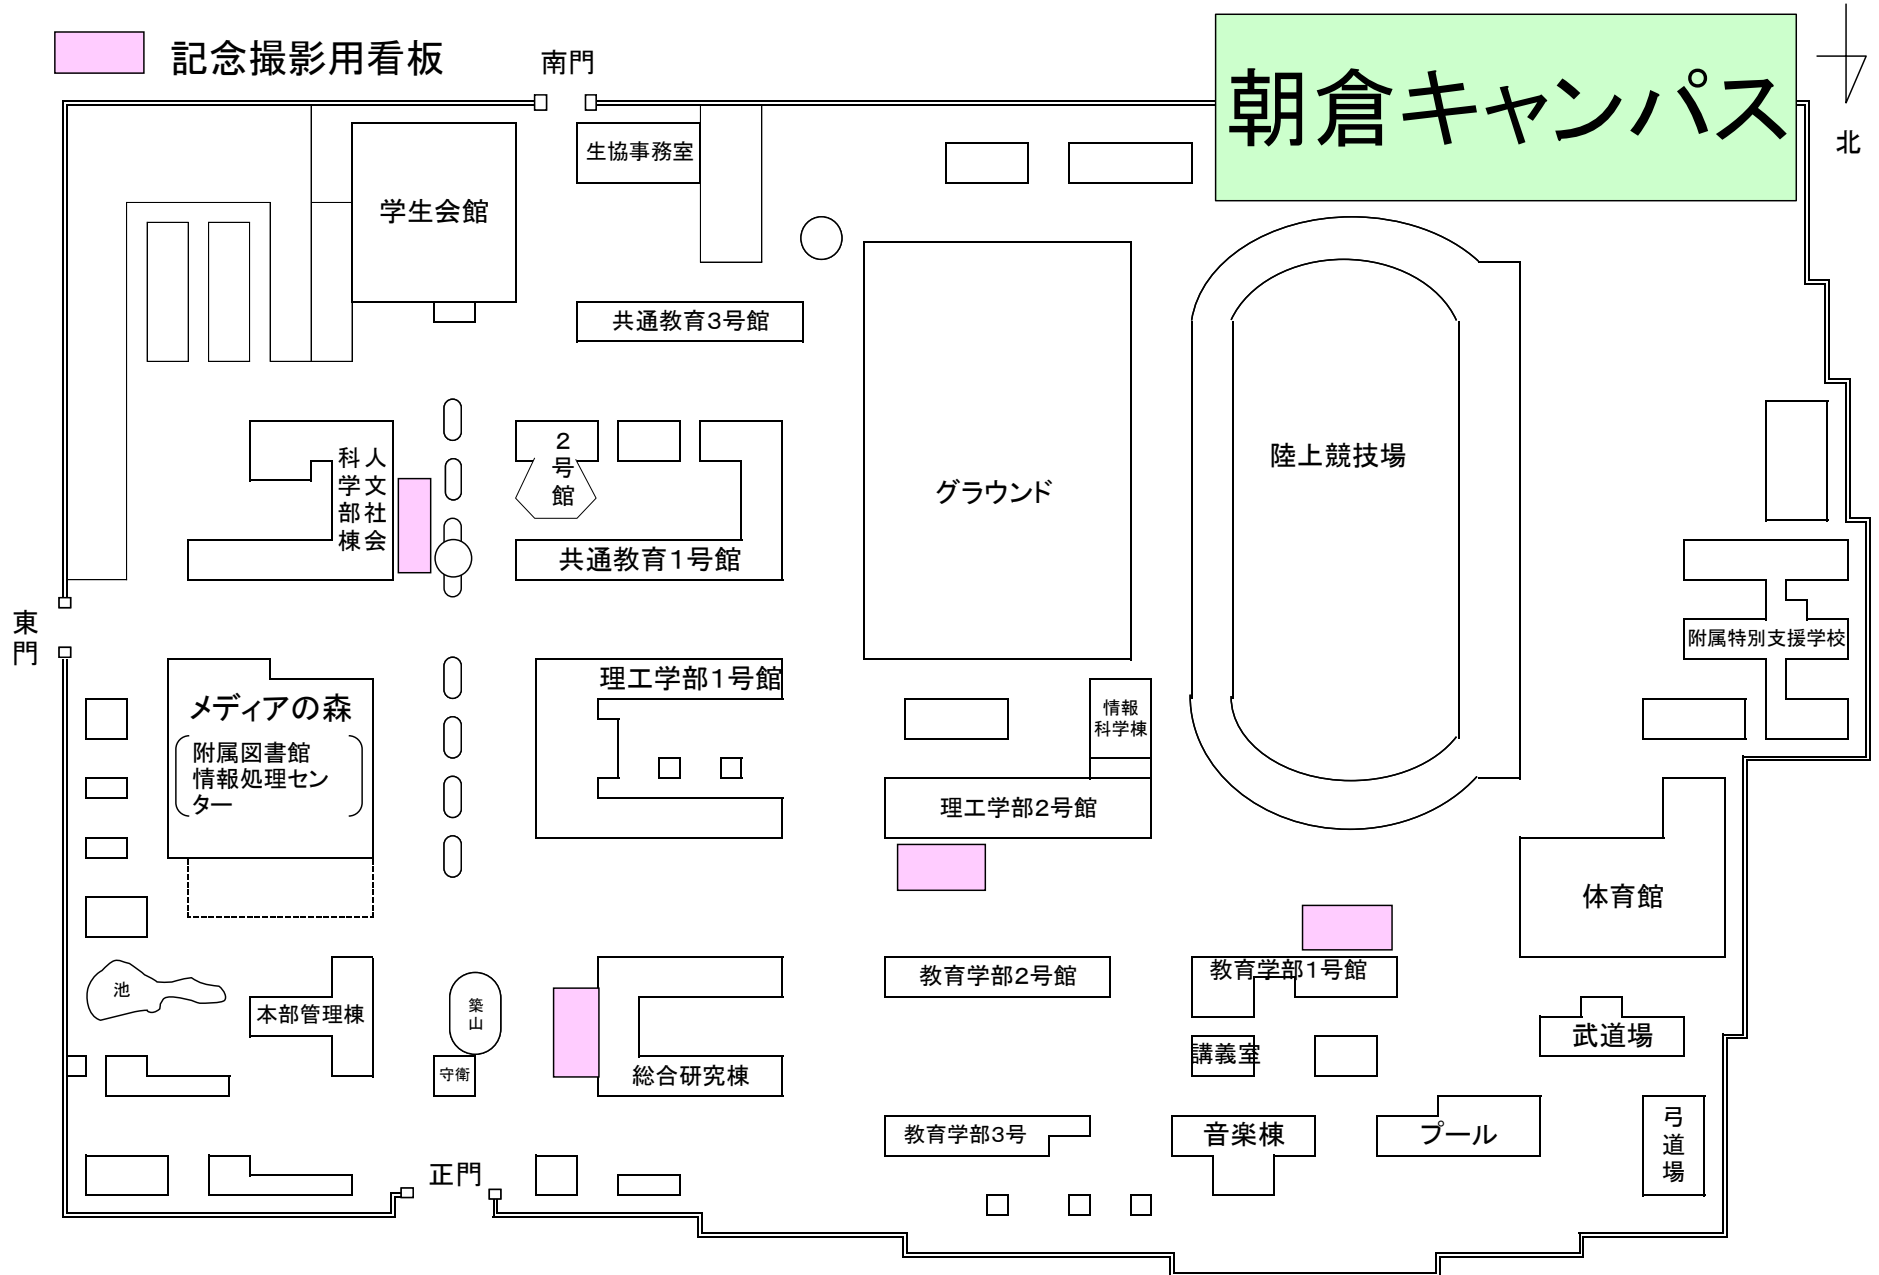 記念撮影用看板
南門
朝倉キャンパス
北
生協事務室
学生会館
共通教育3号館
人文社会
科学部棟
2号館
共通教育1号館
グラウンド
陸上競技場
東門
附属特別支援学校
理工学部1号館
メディアの森
附属図書館
情報処理セン
ター
情報
科学棟
理工学部2号館
体育館
池
本部管理棟
築山
守衛
総合研究棟
教育学部2号館
教育学部1号館
講義室
武道場
教育学部3号
音楽棟
プール
弓道場
正門